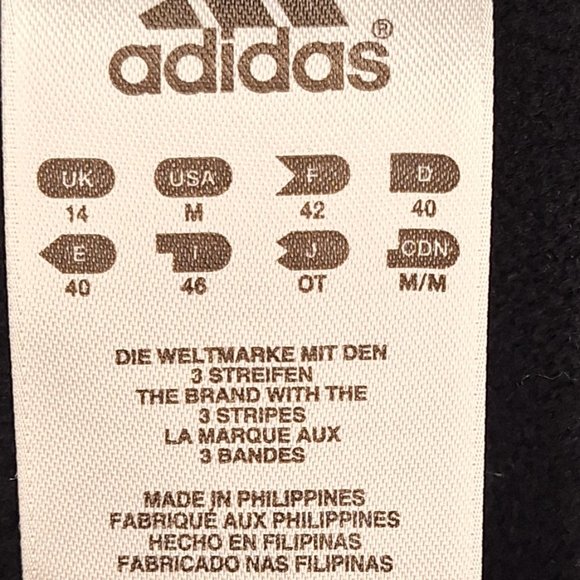 adidas®
UK USA F D
14 M 42 40
E I J CDN
40 46 OT M/M
DIE WELTMARKE MIT DEN
3 STREIFEN
THE BRAND WITH THE
3 STRIPES
LA MARQUE AUX
3 BANDES
MADE IN PHILIPPINES
FABRIQUÉ AUX PHILIPPINES
HECHO EN FILIPINAS
FABRICADO NAS FILIPINAS